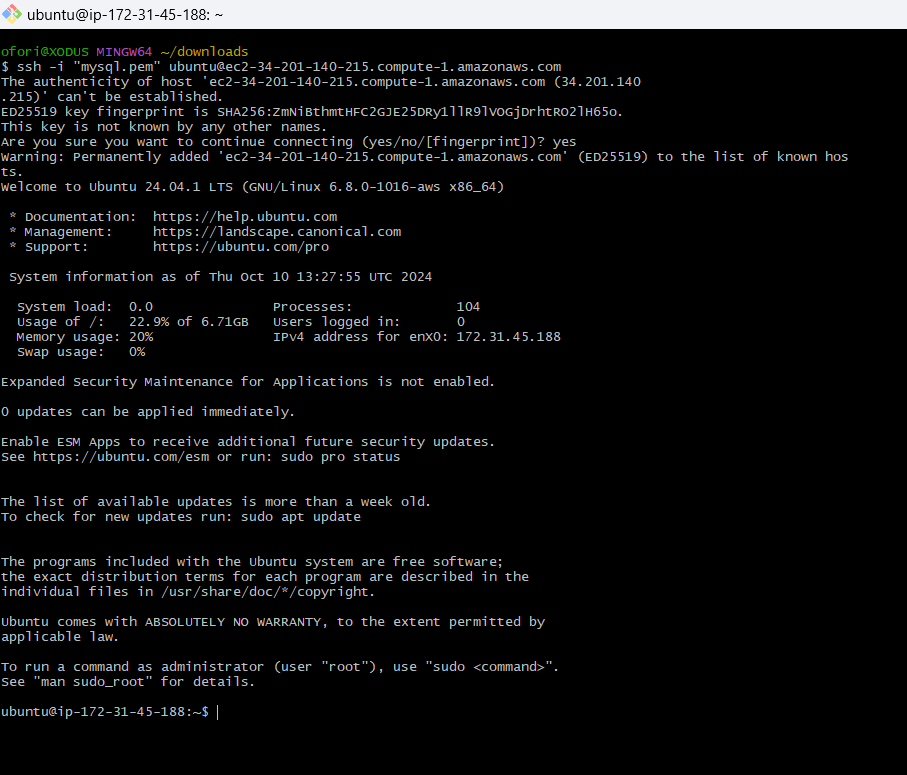 ubuntu@ip-172-31-45-188: ~
ofori@XODUS MINGW64 ~/downloads
$ ssh -i "mysql.pem" ubuntu@ec2-34-201-140-215.compute-1.amazonaws.com
The authenticity of host 'ec2-34-201-140-215.compute-1.amazonaws.com (34.201.140
.215)' can't be established.
ED25519 key fingerprint is SHA256:ZmNiBthmtHFC2GJE25DRy1llR9lVOGjDrhtRO2lH65o.
This key is not known by any other names.
Are you sure you want to continue connecting (yes/no/[fingerprint])? yes
Warning: Permanently added 'ec2-34-201-140-215.compute-1.amazonaws.com' (ED25519) to the list of known hos
ts.
Welcome to Ubuntu 24.04.1 LTS (GNU/Linux 6.8.0-1016-aws x86_64)

 * Documentation:  https://help.ubuntu.com
 * Management:     https://landscape.canonical.com
 * Support:        https://ubuntu.com/pro

 System information as of Thu Oct 10 13:27:55 UTC 2024

  System load:  0.0               Processes:             104
  Usage of /:   22.9% of 6.71GB   Users logged in:       0
  Memory usage: 20%               IPv4 address for enX0: 172.31.45.188
  Swap usage:   0%

Expanded Security Maintenance for Applications is not enabled.

0 updates can be applied immediately.

Enable ESM Apps to receive additional future security updates.
See https://ubuntu.com/esm or run: sudo pro status

The list of available updates is more than a week old.
To check for new updates run: sudo apt update

The programs included with the Ubuntu system are free software;
the exact distribution terms for each program are described in the
individual files in /usr/share/doc/*/copyright.

Ubuntu comes with ABSOLUTELY NO WARRANTY, to the extent permitted by
applicable law.

To run a command as administrator (user "root"), use "sudo <command>".
See "man sudo_root" for details.

ubuntu@ip-172-31-45-188:~$